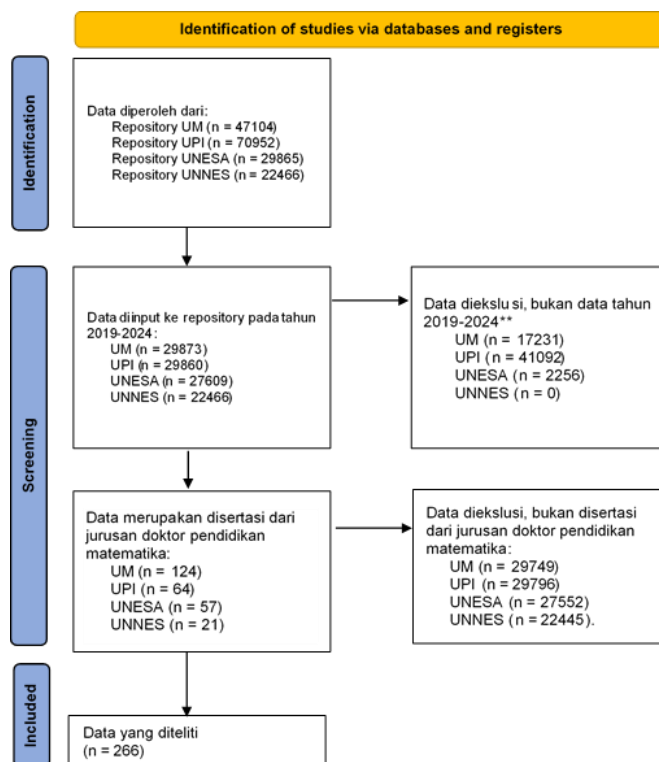 Identification of studies via databases and registers
Identification
Data diperoleh dari:
Repository UM (n = 47104)
Repository UPI (n = 70952)
Repository UNESA (n = 29865)
Repository UNNES (n = 22466)
Screening
Data diinput ke repository pada tahun
2019-2024 :
UM (n = 29873)
UPI (n = 29860)
UNESA (n = 27609)
UNNES (n = 22466)
Data diekslusi, bukan data tahun
2019-2024**
UM (n = 17231)
UPI (n = 41092)
UNESA (n = 2256)
UNNES (n = 0)
Data merupakan disertasi dari
jurusan doktor pendidikan
matematika:
UM (n = 124)
UPI (n = 64)
UNESA (n = 57)
UNNES (n = 21)
Data diekslusi, bukan disertasi
dari jurusan doktor pendidikan
matematika:
UM (n = 29749)
UPI (n = 29796)
UNESA (n = 27552)
UNNES (n = 22445).
Included
Data yang diteliti
(n = 266)